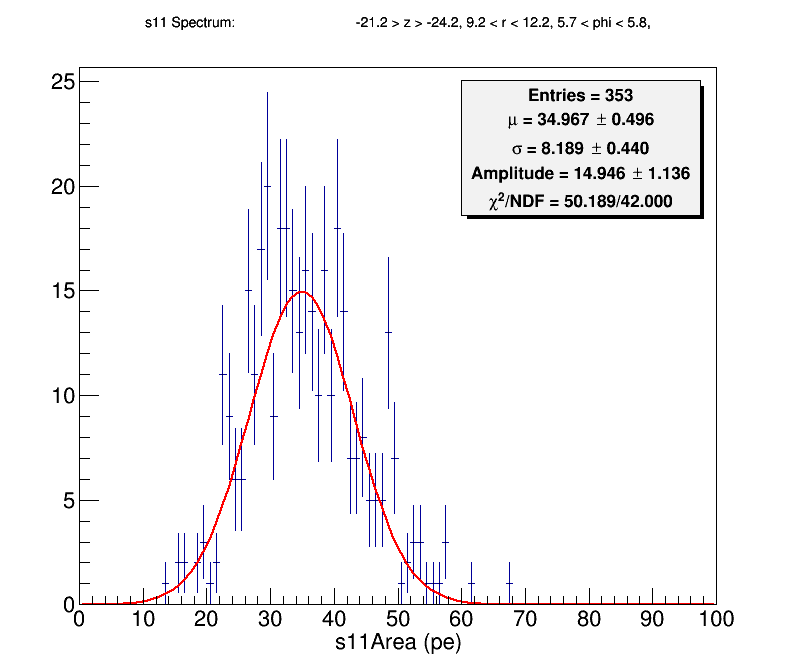 s11 Spectrum: -21.2 > z > -24.2, 9.2 < r < 12.2, 5.7 < phi < 5.8,
Entries = 353
μ = 34.967 ± 0.496
σ = 8.189 ± 0.440
Amplitude = 14.946 ± 1.136
χ²/NDF = 50.189/42.000
25
20
15
10
5
0
0 10 20 30 40 50 60 70 80 90 100
s11Area (pe)